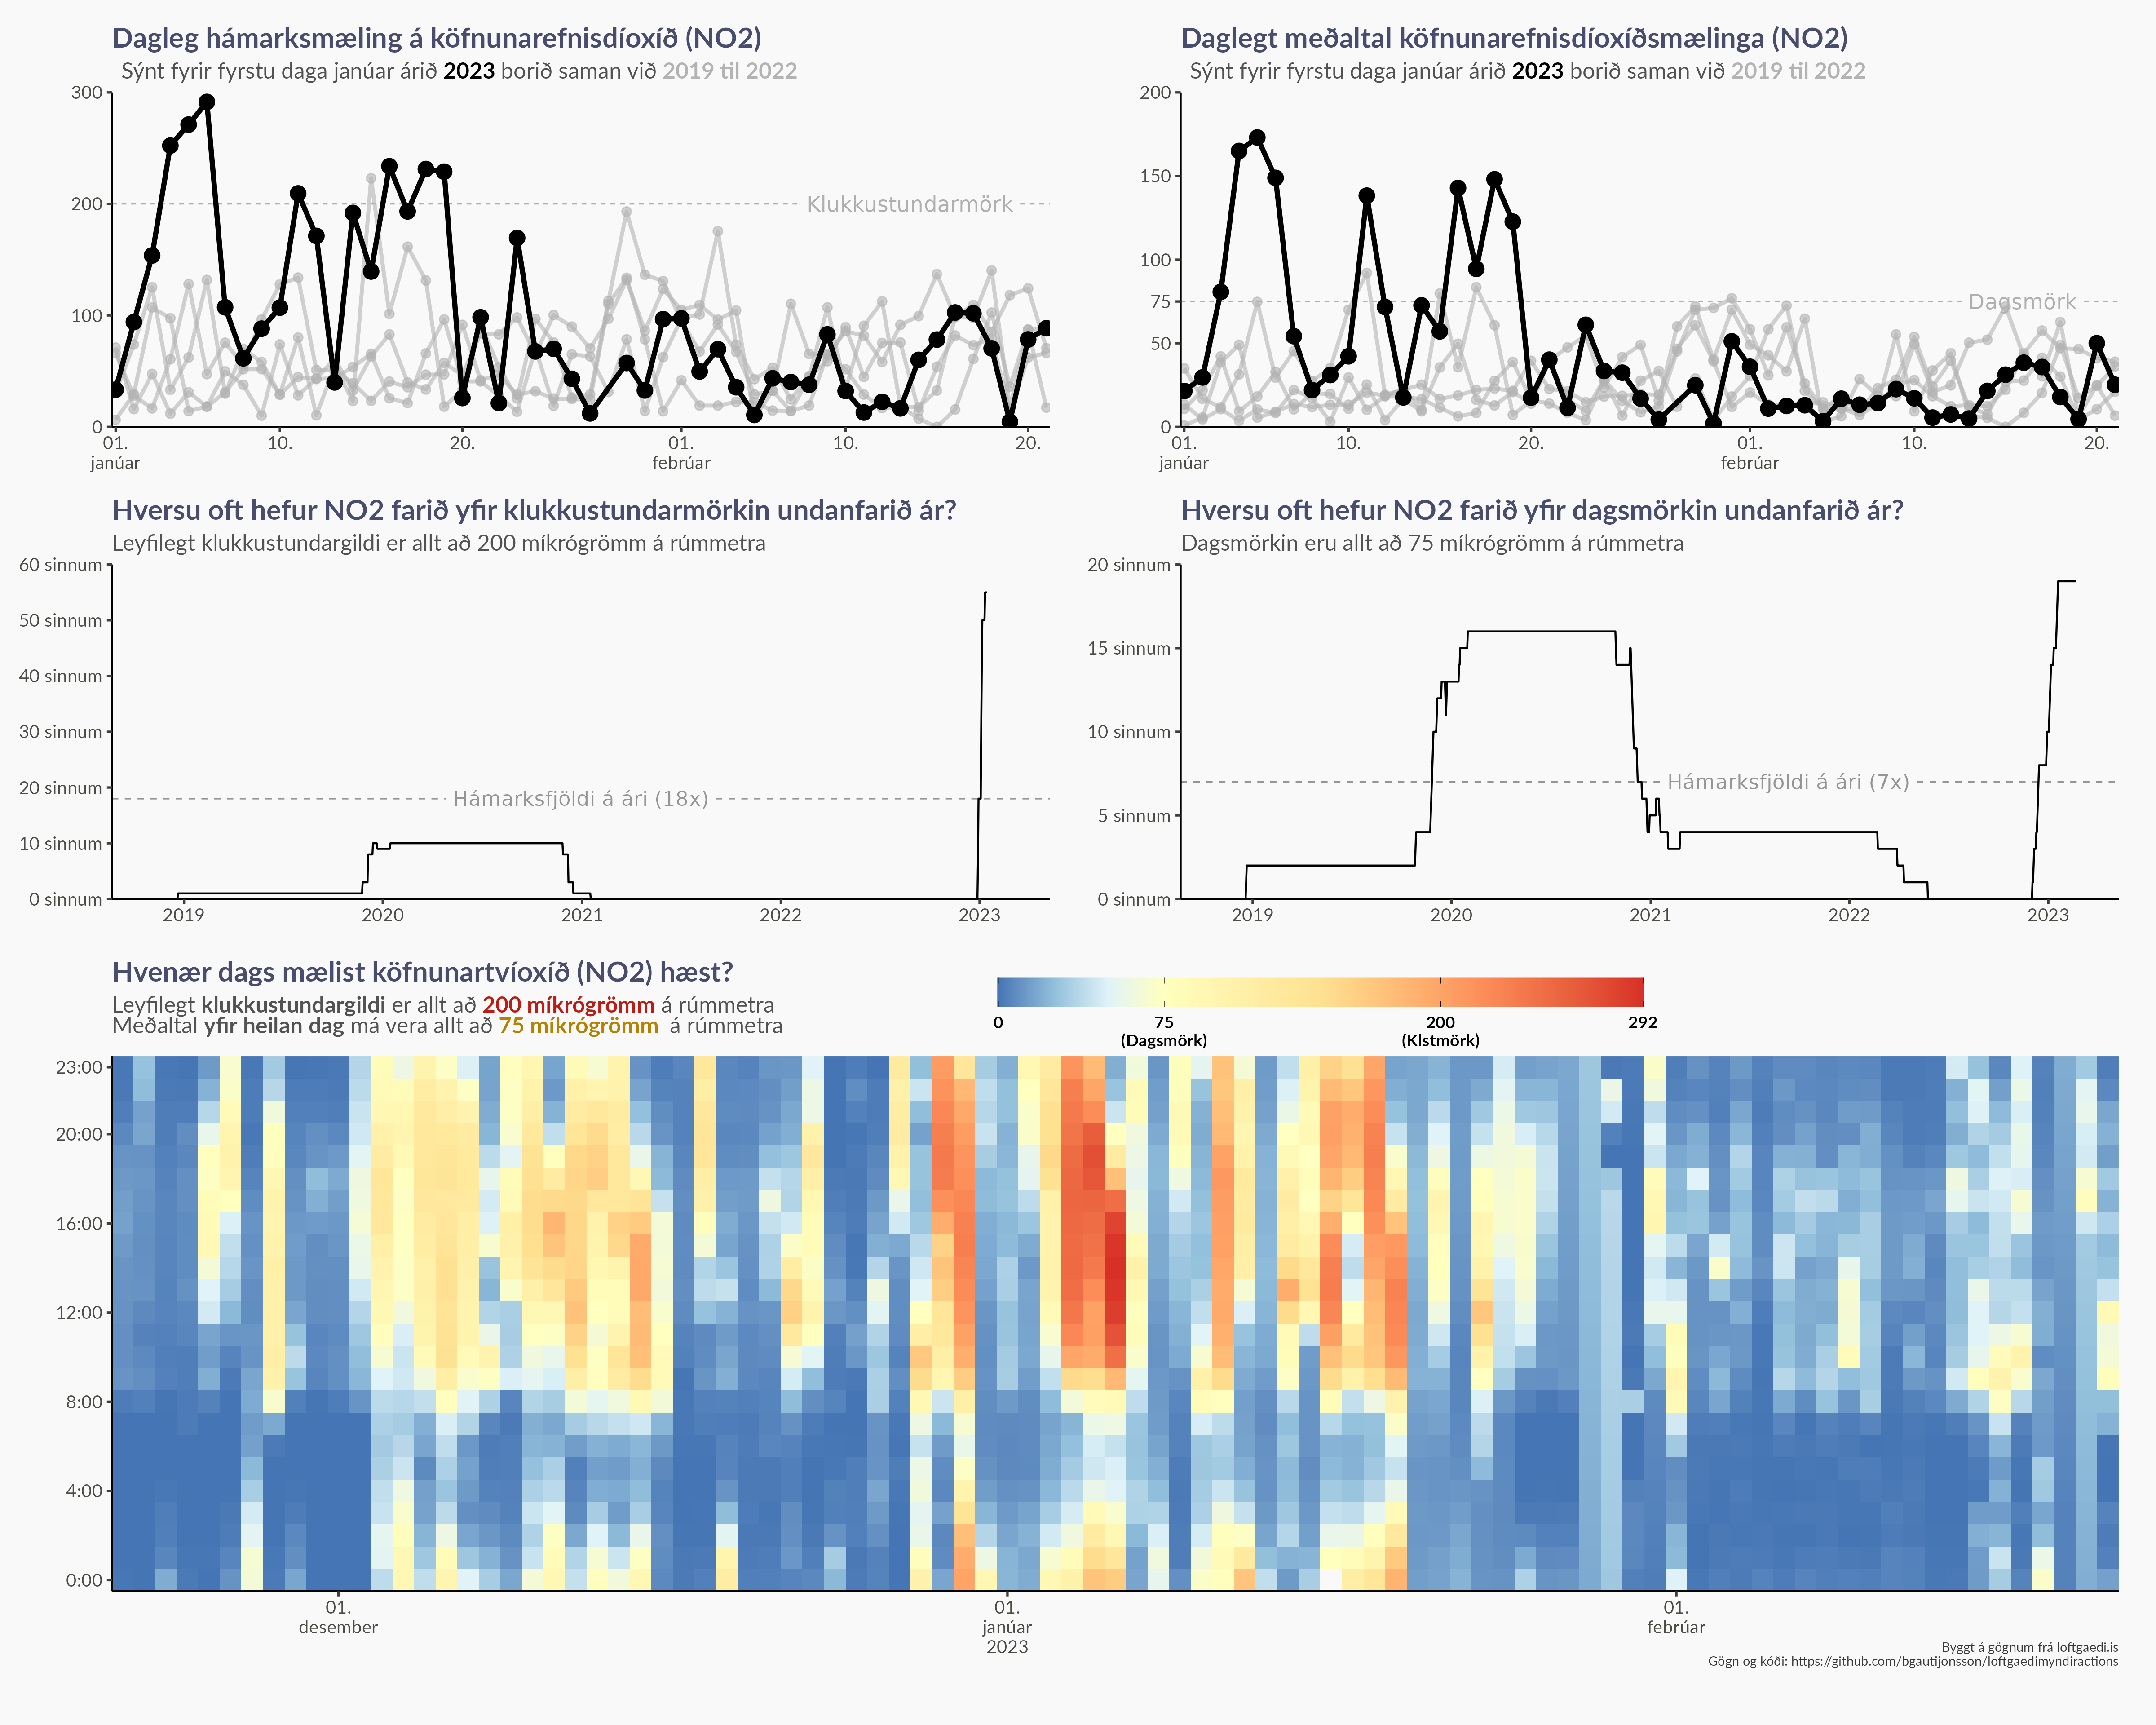 Dagleg hámarksmæling á köfnunarefnisdíoxíð (NO2)
Sýnt fyrir fyrstu daga janúar árið 2023 borið saman við 2019 til 2022
300
200
100
0
Klukkustundarmörk
01.
janúar
10.
20.
01.
febrúar
10.
20.
Daglegt meðaltal köfnunarefnisdíoxíðsmælinga (NO2)
Sýnt fyrir fyrstu daga janúar árið 2023 borið saman við 2019 til 2022
200
150
100
75
50
0
Dagsmörk
01.
janúar
10.
20.
01.
febrúar
10.
20.
Hversu oft hefur NO2 farið yfir klukkustundarmörkin undanfarið ár?
Leyfilegt klukkustundargildi er allt að 200 míkrógrömm á rúmmetra
60 sinnum
50 sinnum
40 sinnum
30 sinnum
20 sinnum
10 sinnum
0 sinnum
Hámarksfjöldi á ári (18x)
2019
2020
2021
2022
2023
Hversu oft hefur NO2 farið yfir dagsmörkin undanfarið ár?
Dagsmörkin eru allt að 75 míkrógrömm á rúmmetra
20 sinnum
15 sinnum
10 sinnum
5 sinnum
0 sinnum
Hámarksfjöldi á ári (7x)
2019
2020
2021
2022
2023
Hvenær dags mælist köfnunartvíoxíð (NO2) hæst?
Leyfilegt klukkustundargildi er allt að 200 míkrógrömm á rúmmetra
Meðaltal yfir heilan dag má vera allt að 75 míkrógrömm á rúmmetra
0
75
(Dagsmörk)
200
(Klstmörk)
292
23:00
20:00
16:00
12:00
8:00
4:00
0:00
01.
desember
01.
janúar
2023
01.
febrúar
Byggt á gögnum frá loftgaedi.is
Gögn og kóði: https://github.com/bgautijonsson/loftgaedimyndiractions